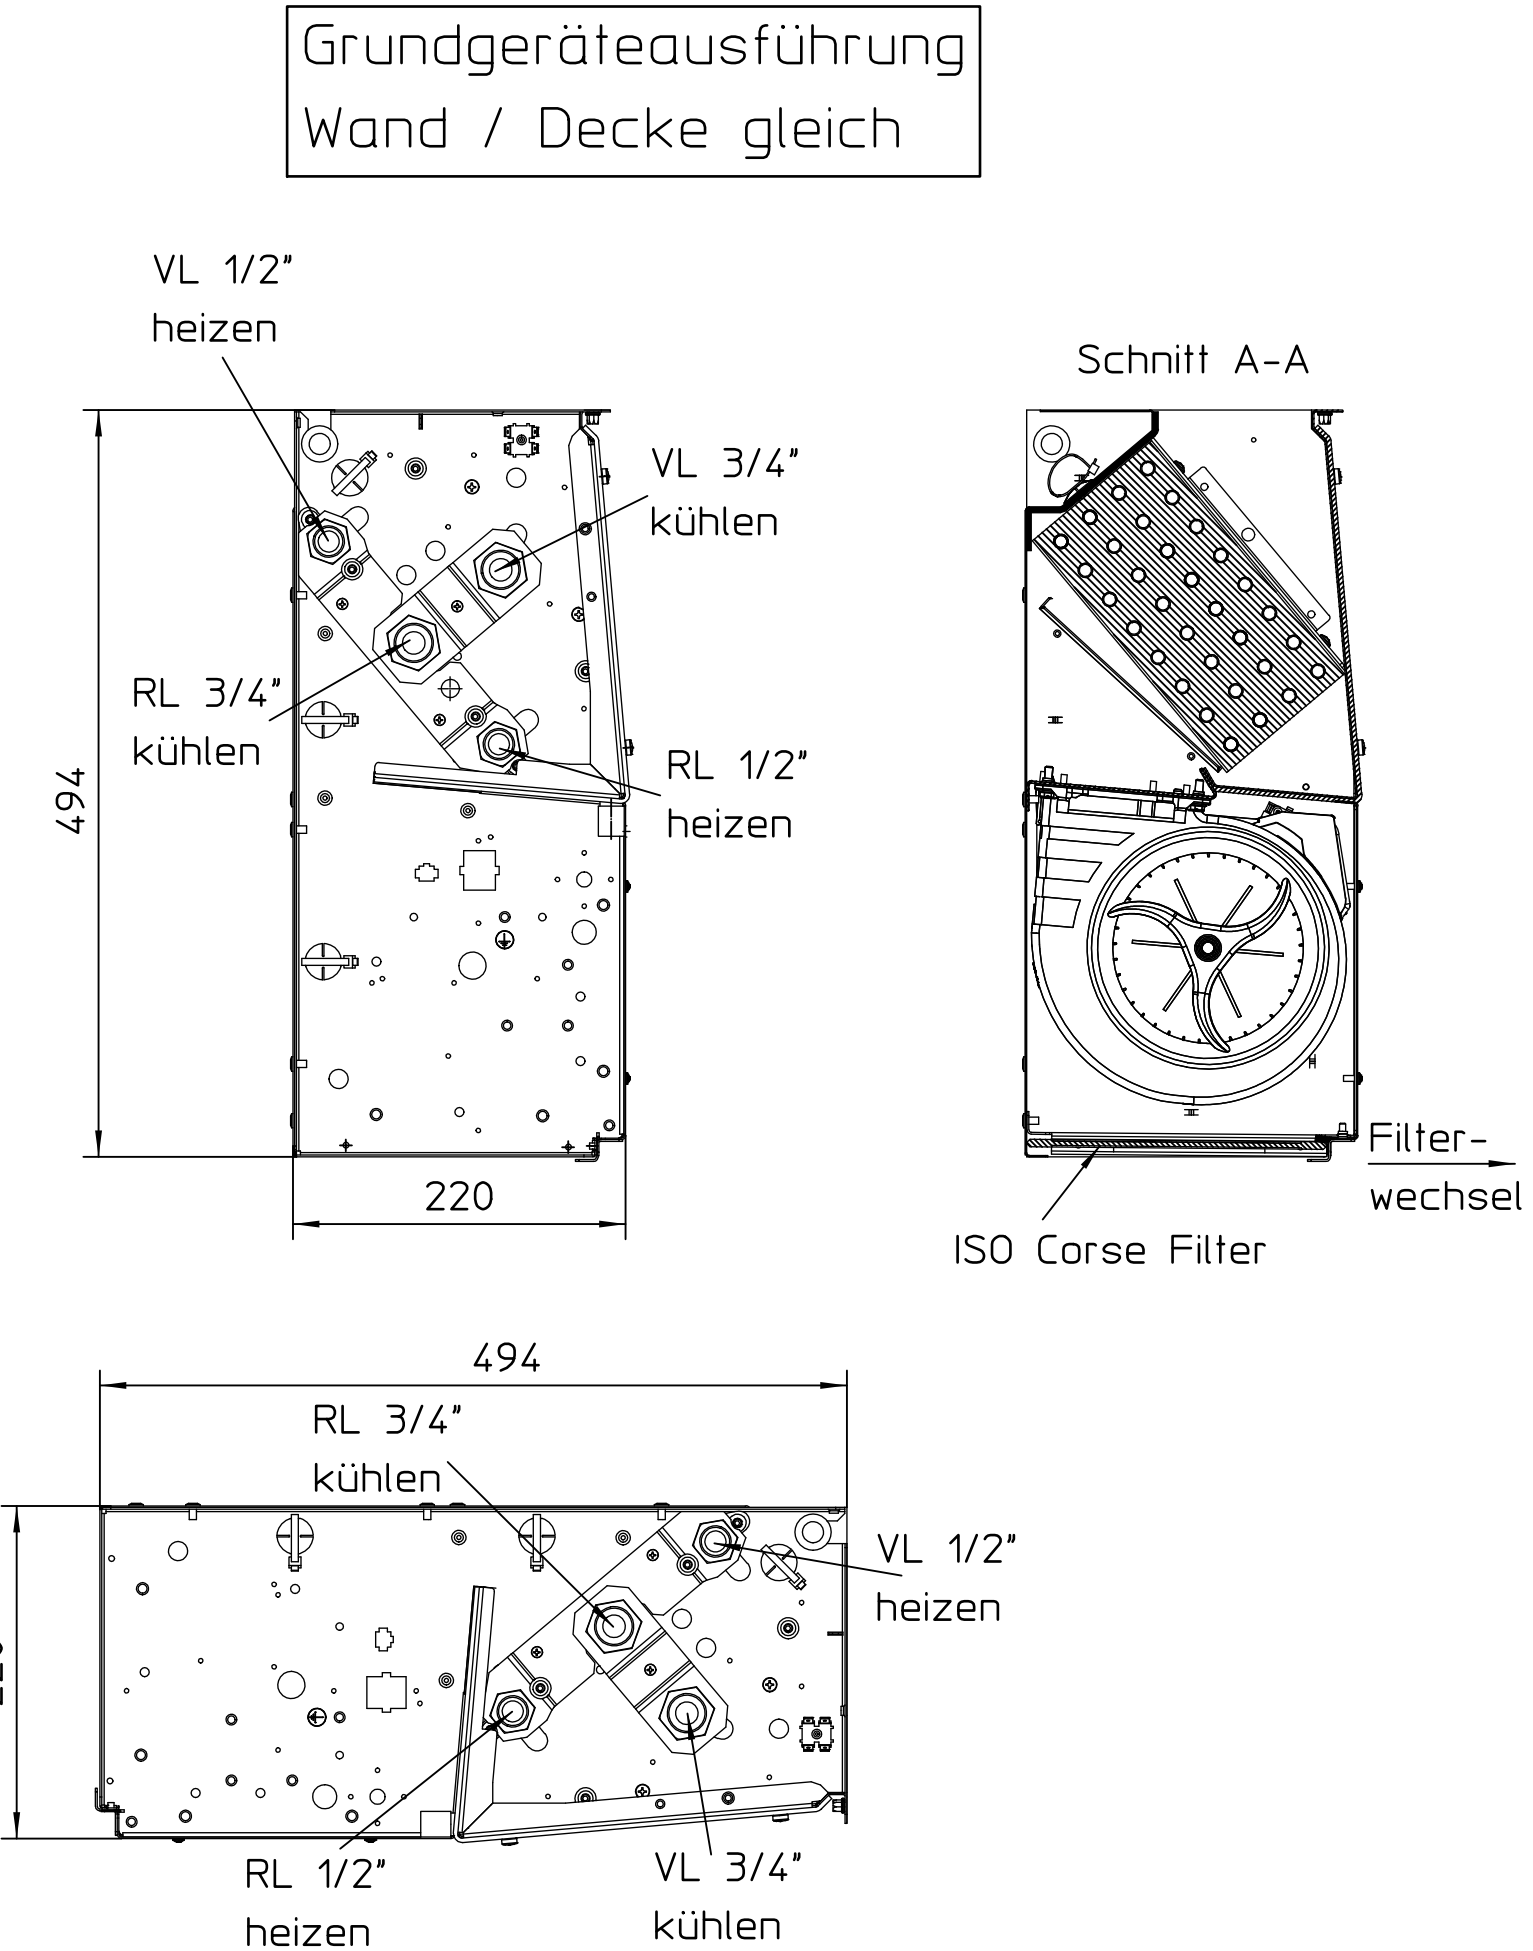 Grundgeräteausführung
Wand / Decke gleich
VL 1/2"
heizen
Schnitt A-A
VL 3/4"
kühlen
RL 3/4"
kühlen
494
RL 1/2"
heizen
Filter-
wechsel
220
ISO Corse Filter
494
RL 3/4"
kühlen
VL 1/2"
heizen
RL 1/2"
heizen
VL 3/4"
kühlen